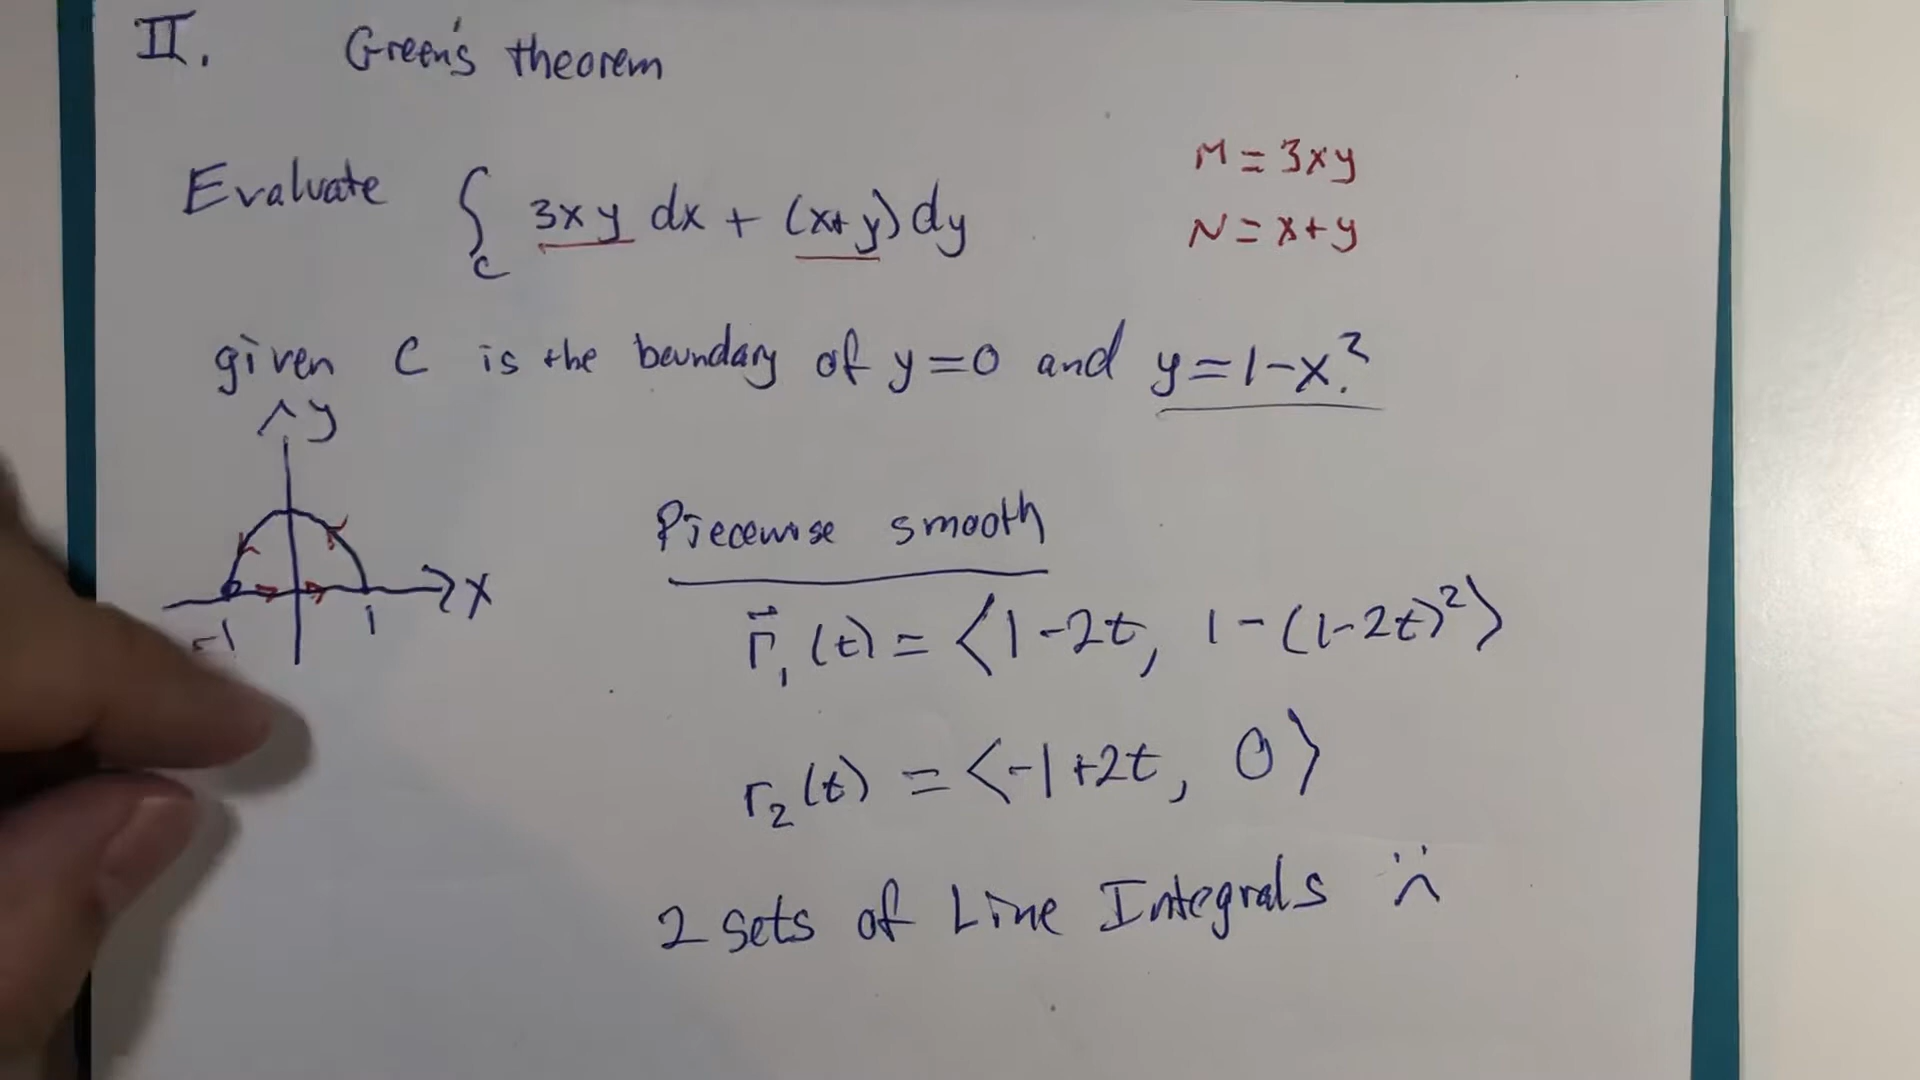 II. Green's theorem
Evaluate ∫_C 3xy dx + (x+y) dy
M = 3xy
N = x+y
given C is the boundary of y=0 and y=1-x².
y
x
-1 1
Piecewise smooth
r⃗₁(t) = ⟨1-2t, 1-(1-2t)²⟩
r₂(t) = ⟨-1+2t, 0⟩
2 sets of Line Integrals